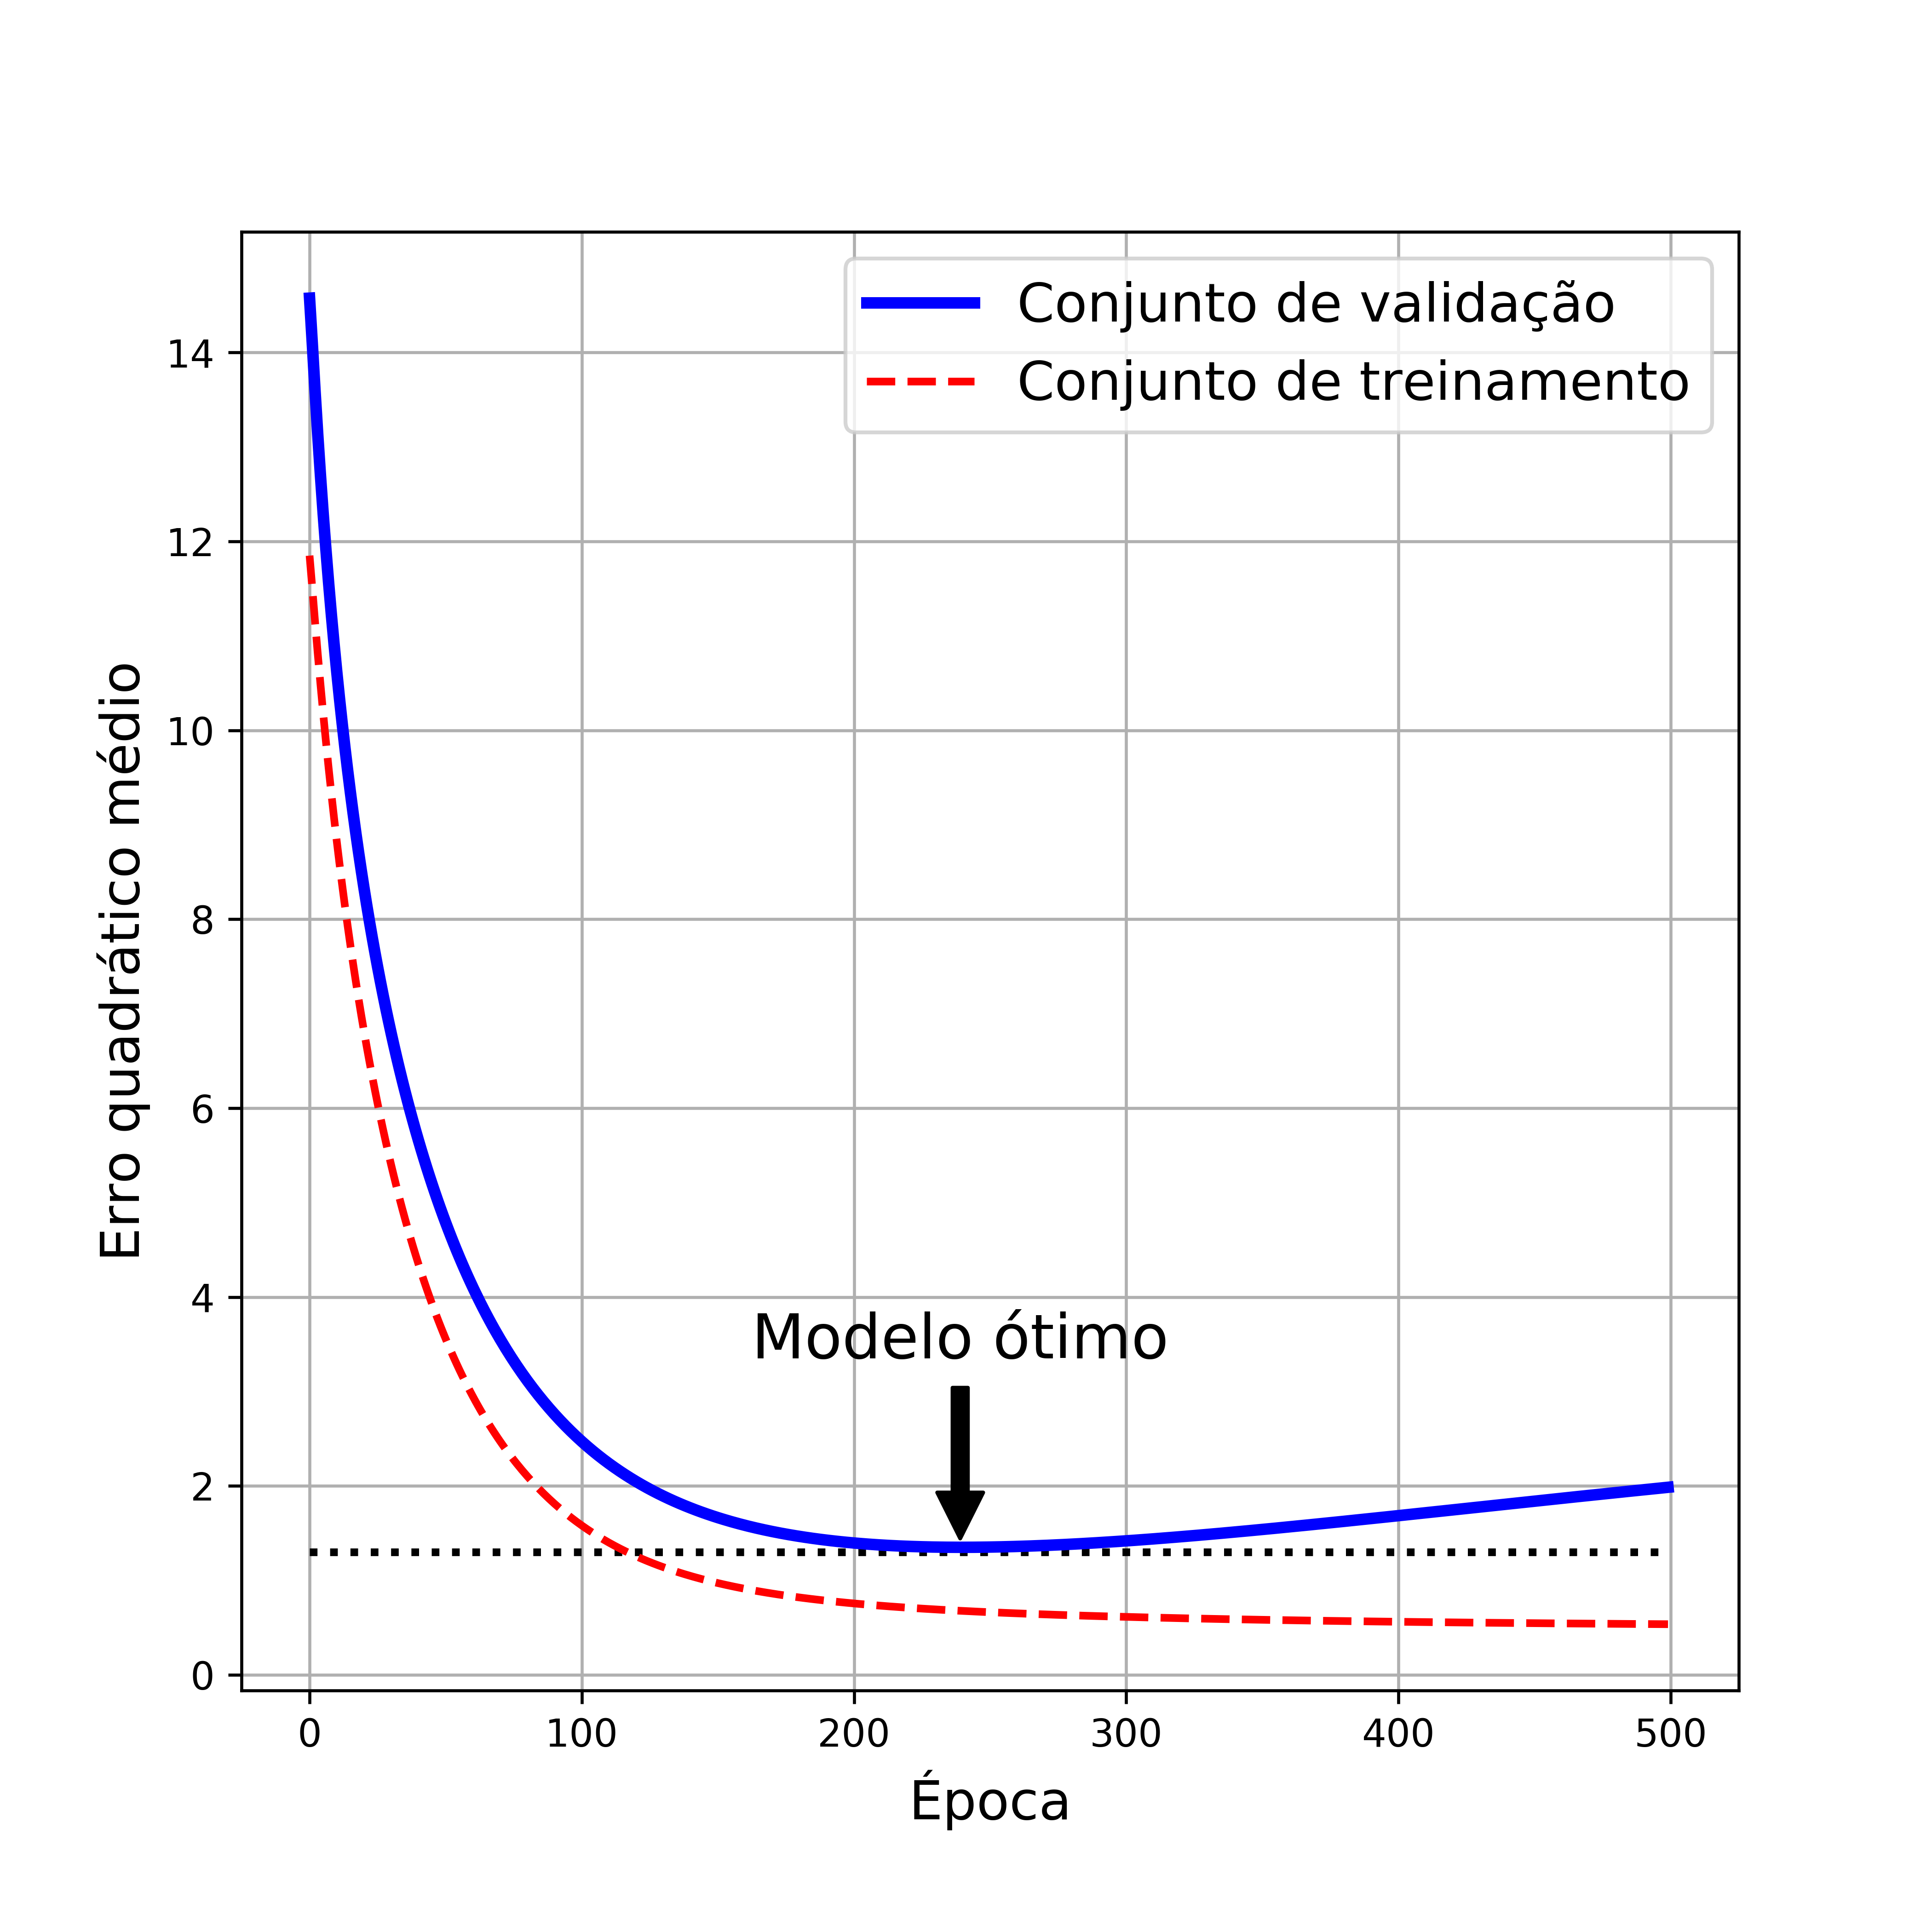 Conjunto de validação
Conjunto de treinamento
14
12
10
8
6
4
2
0
Erro quadrático médio
Modelo ótimo
0 100 200 300 400 500
Época